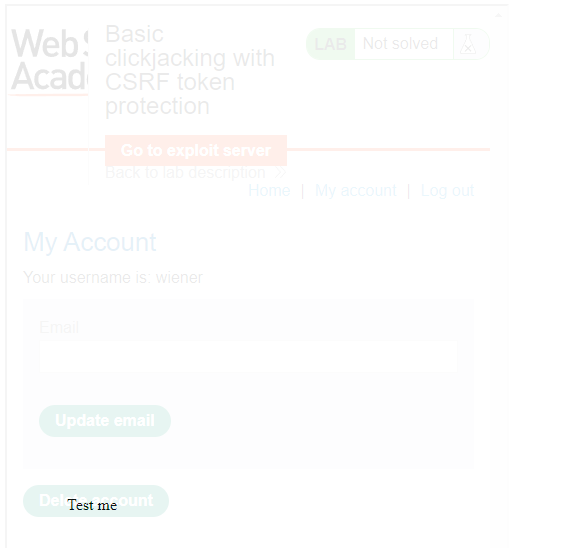 Web S
Acad
Basic
clickjacking with
CSRF token
protection
LAB Not solved
Go to exploit server
Back to lab description
Home | My account | Log out
My Account
Your username is: wiener
Email
Update email
Delete account
Test me